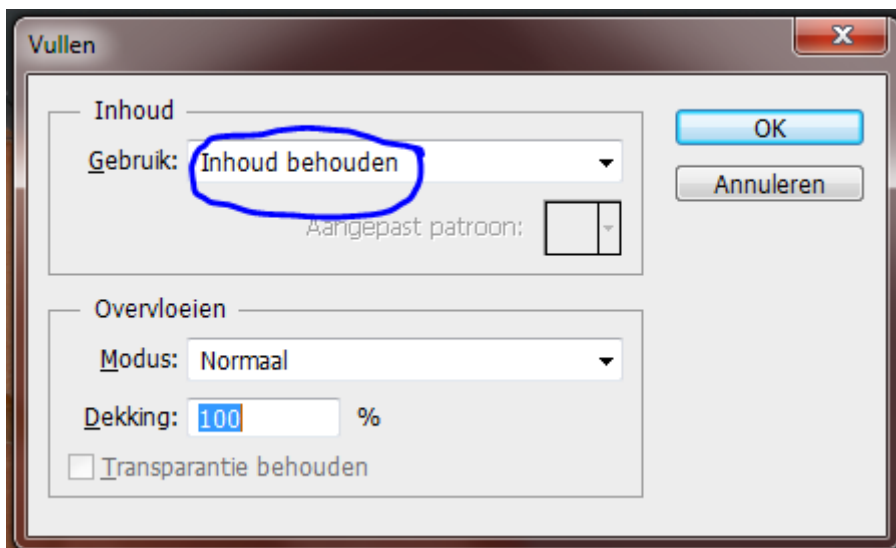 Vullen
Inhoud
Gebruik: Inhoud behouden
Aangepast patroon:
OK
Annuleren
Overvloeien
Modus: Normaal
Dekking: 100 %
Transparantie behouden